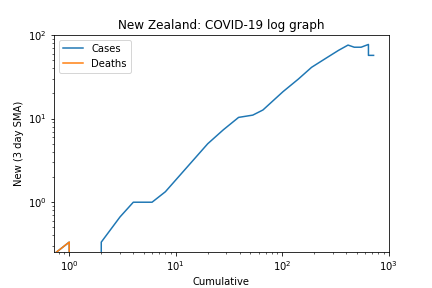 New Zealand: COVID-19 log graph
Cases
Deaths
New (3 day SMA)
10²
10¹
10⁰
10⁰ 10¹ 10² 10³
Cumulative